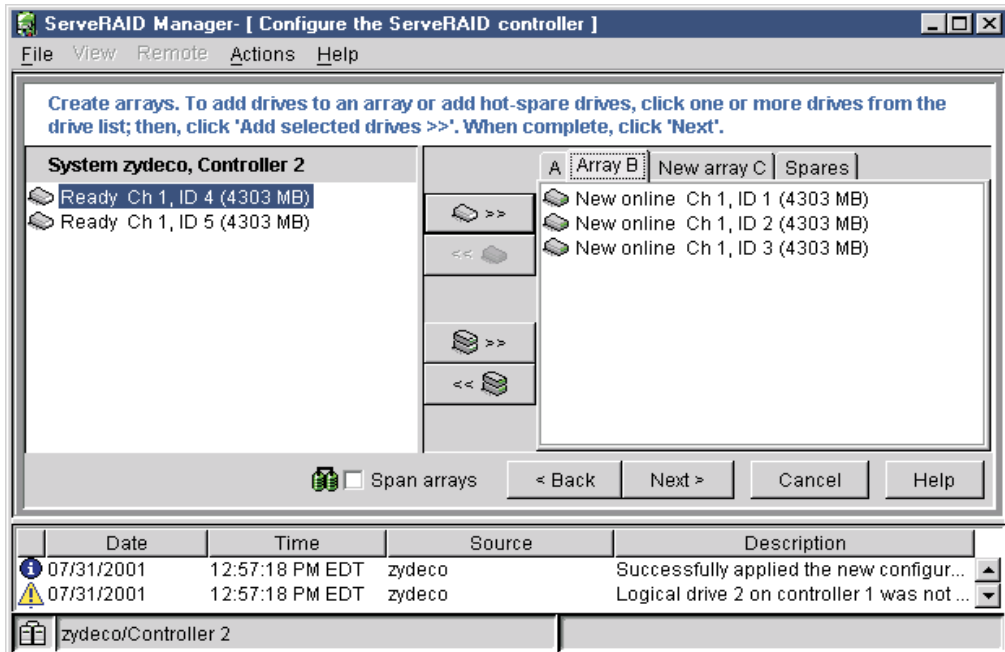 ServeRAID Manager- [ Configure the ServeRAID controller ]
File View Remote Actions Help
Create arrays. To add drives to an array or add hot-spare drives, click one or more drives from the
drive list; then, click 'Add selected drives >>'. When complete, click 'Next'.
System zydeco, Controller 2
Ready Ch 1, ID 4 (4303 MB)
Ready Ch 1, ID 5 (4303 MB)
>>
<<
>>
<<
A Array B New array C Spares
New online Ch 1, ID 1 (4303 MB)
New online Ch 1, ID 2 (4303 MB)
New online Ch 1, ID 3 (4303 MB)
Span arrays < Back Next > Cancel Help
Date Time Source Description
07/31/2001 12:57:18 PM EDT zydeco Successfully applied the new configur...
07/31/2001 12:57:18 PM EDT zydeco Logical drive 2 on controller 1 was not ...
zydeco/Controller 2